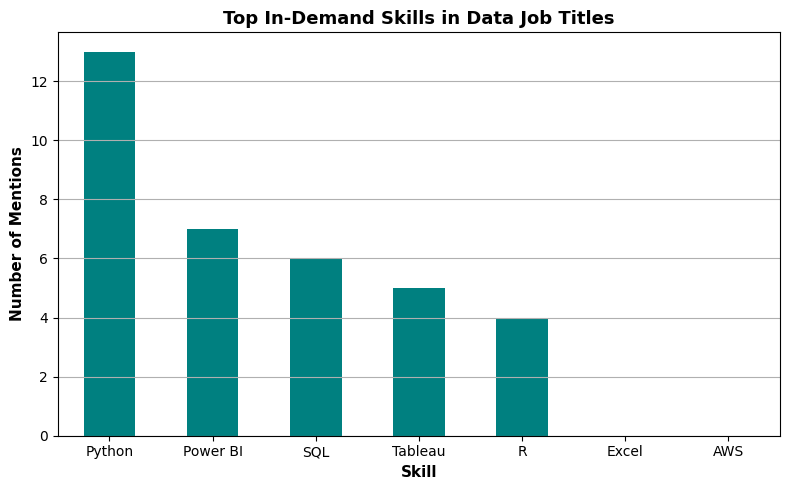 Top In-Demand Skills in Data Job Titles
Number of Mentions
12
10
8
6
4
2
0
Python Power BI SQL Tableau R Excel AWS
Skill